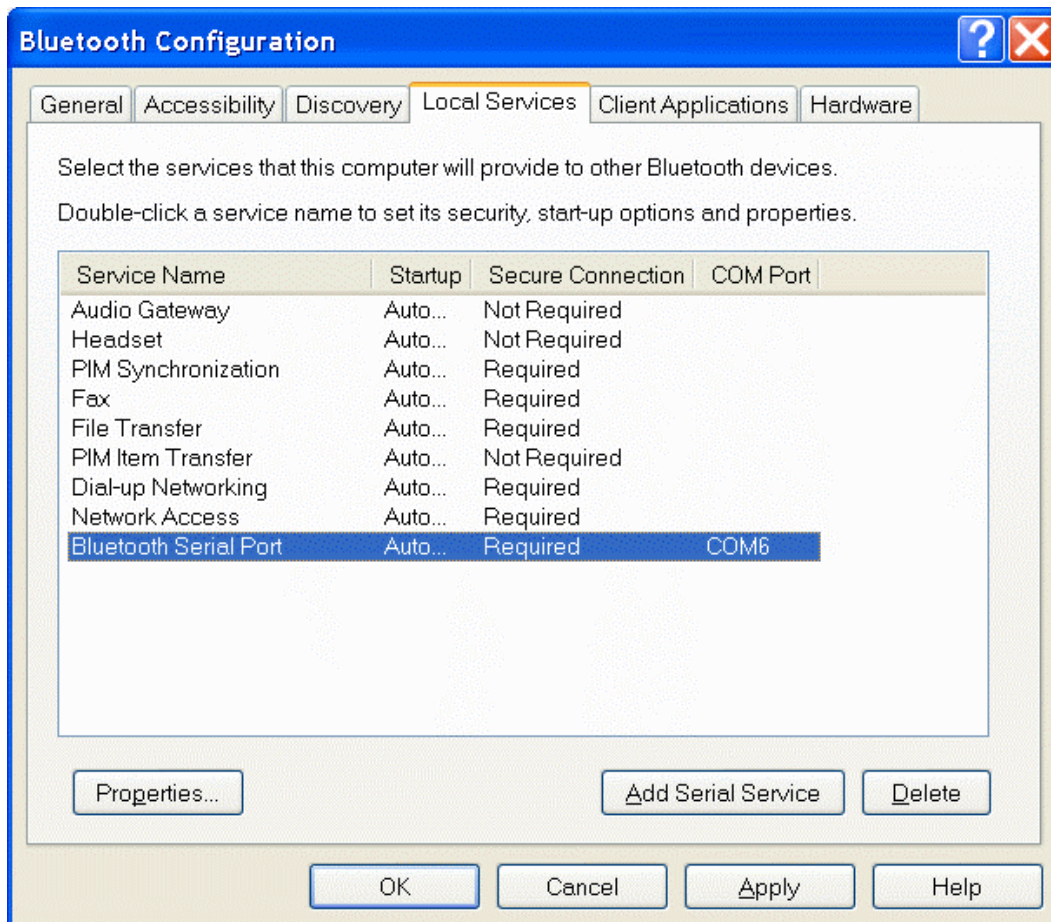 Bluetooth Configuration
General Accessibility Discovery Local Services Client Applications Hardware
Select the services that this computer will provide to other Bluetooth devices.
Double-click a service name to set its security, start-up options and properties.
Service Name Startup Secure Connection COM Port
Audio Gateway Auto... Not Required
Headset Auto... Not Required
PIM Synchronization Auto... Required
Fax Auto... Required
File Transfer Auto... Required
PIM Item Transfer Auto... Not Required
Dial-up Networking Auto... Required
Network Access Auto... Required
Bluetooth Serial Port Auto... Required COM6
Properties... Add Serial Service Delete
OK Cancel Apply Help